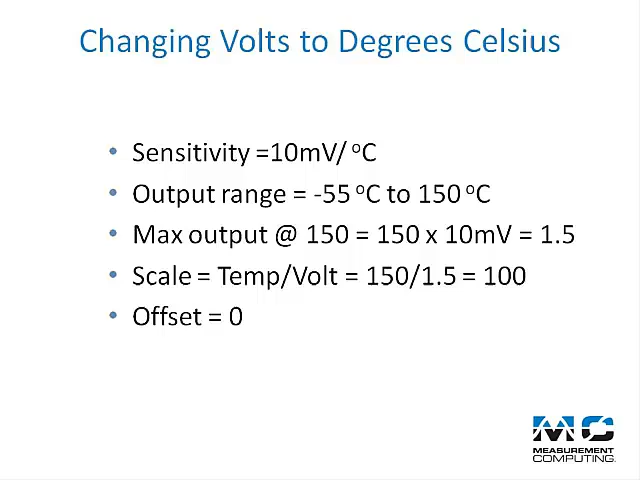 Changing Volts to Degrees Celsius
• Sensitivity =10mV/ ºC
• Output range = -55 ºC to 150 ºC
• Max output @ 150 = 150 x 10mV = 1.5
• Scale = Temp/Volt = 150/1.5 = 100
• Offset = 0
MC
MEASUREMENT
COMPUTING.